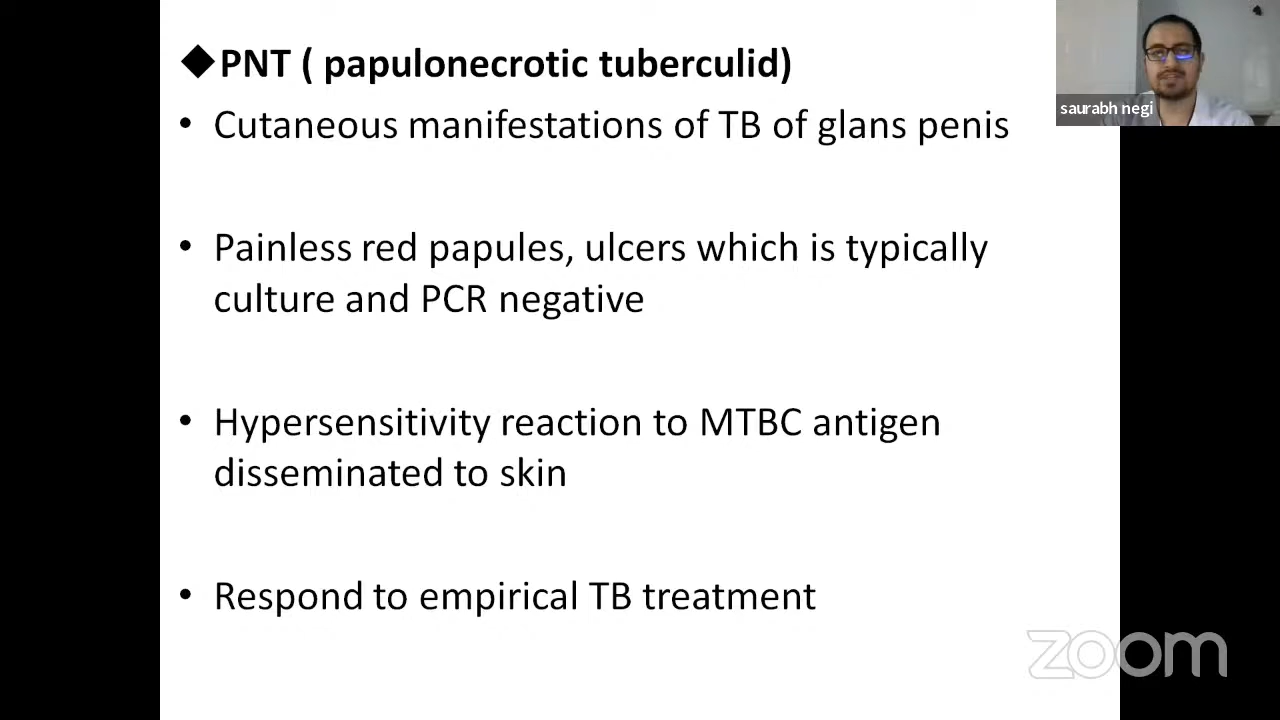 ◆PNT ( papulonecrotic tuberculid)
• Cutaneous manifestations of TB of glans penis
• Painless red papules, ulcers which is typically
culture and PCR negative
• Hypersensitivity reaction to MTBC antigen
disseminated to skin
• Respond to empirical TB treatment
saurabh negi
zoom